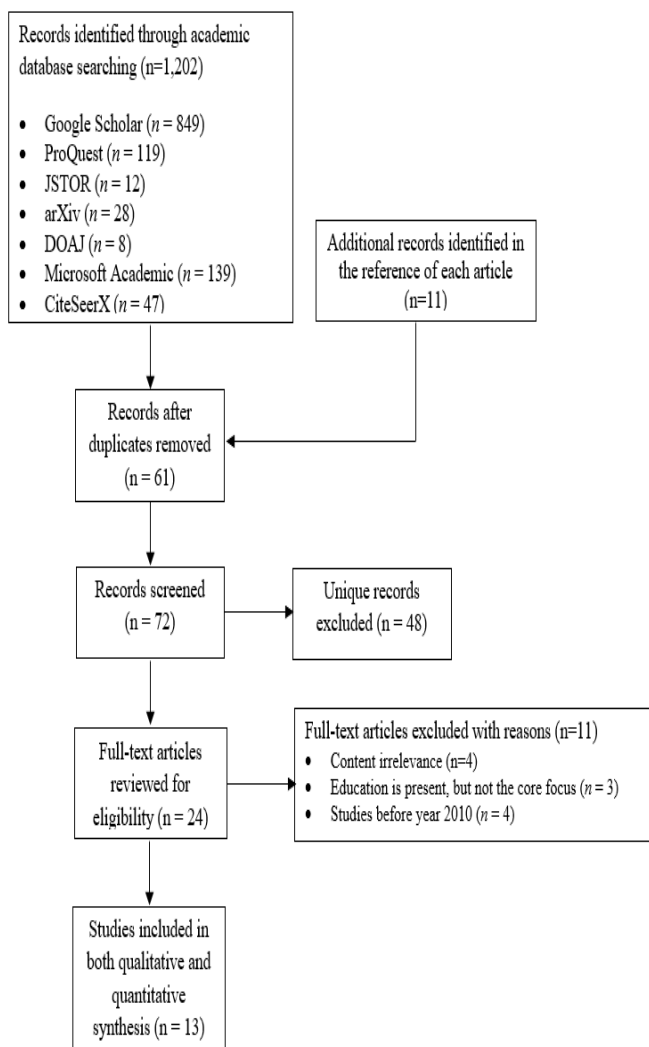 Records identified through academic
database searching (n=1,202)
• Google Scholar (n = 849)
• ProQuest (n = 119)
• JSTOR (n = 12)
• arXiv (n = 28)
• DOAJ (n = 8)
• Microsoft Academic (n = 139)
• CiteSeerX (n = 47)
Additional records identified in
the reference of each article
(n=11)
Records after
duplicates removed
(n = 61)
Records screened
(n = 72)
Unique records
excluded (n = 48)
Full-text articles
reviewed for
eligibility (n = 24)
Full-text articles excluded with reasons (n=11)
• Content irrelevance (n=4)
• Education is present, but not the core focus (n = 3)
• Studies before year 2010 (n = 4)
Studies included in
both qualitative and
quantitative
synthesis (n = 13)